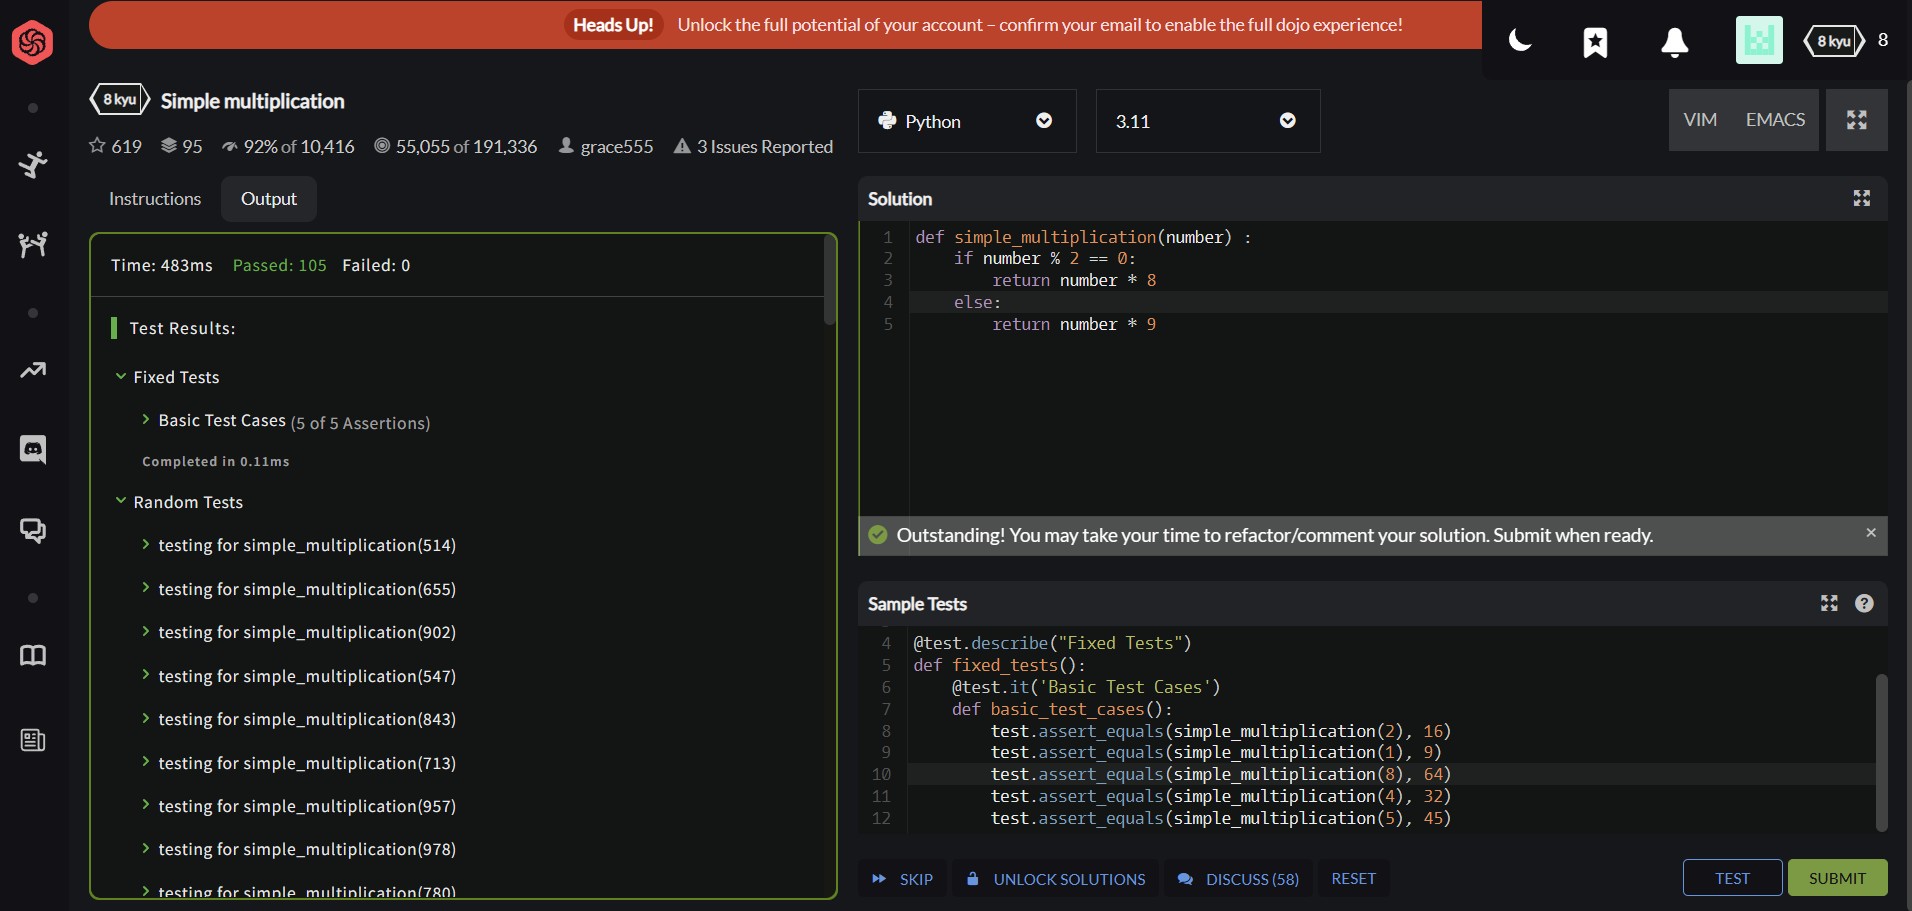 Heads Up! Unlock the full potential of your account – confirm your email to enable the full dojo experience!
8 kyu 8
8 kyu Simple multiplication
619 95 92% of 10,416 55,055 of 191,336 grace555 3 Issues Reported
Python
3.11
VIM EMACS
Instructions Output
Time: 483ms Passed: 105 Failed: 0
Test Results:
Fixed Tests
Basic Test Cases (5 of 5 Assertions)
Completed in 0.11ms
Random Tests
testing for simple_multiplication(514)
testing for simple_multiplication(655)
testing for simple_multiplication(902)
testing for simple_multiplication(547)
testing for simple_multiplication(843)
testing for simple_multiplication(713)
testing for simple_multiplication(957)
testing for simple_multiplication(978)
testing for simple_multiplication(780)
Solution
1 def simple_multiplication(number) :
2     if number % 2 == 0:
3         return number * 8
4     else:
5         return number * 9
Outstanding! You may take your time to refactor/comment your solution. Submit when ready. ×
Sample Tests ?
4 @test.describe("Fixed Tests")
5 def fixed_tests():
6     @test.it('Basic Test Cases')
7     def basic_test_cases():
8         test.assert_equals(simple_multiplication(2), 16)
9         test.assert_equals(simple_multiplication(1), 9)
10         test.assert_equals(simple_multiplication(8), 64)
11         test.assert_equals(simple_multiplication(4), 32)
12         test.assert_equals(simple_multiplication(5), 45)
SKIP UNLOCK SOLUTIONS DISCUSS (58) RESET TEST SUBMIT